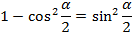 1 − cos² α/2 = sin² α/2